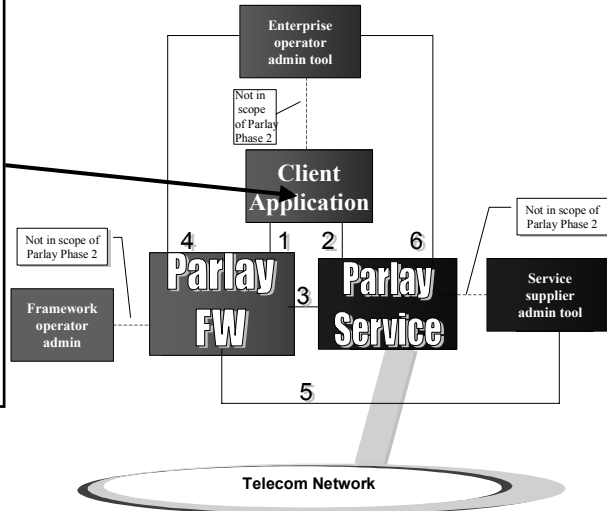 Enterprise
operator
admin tool
Not in
scope
of Parlay
Phase 2
Client
Application
Not in scope of
Parlay Phase 2
4
1
2
6
Not in scope of
Parlay Phase 2
Framework
operator
admin
Parlay
FW
3
Parlay
Service
Service
supplier
admin tool
5
Telecom Network